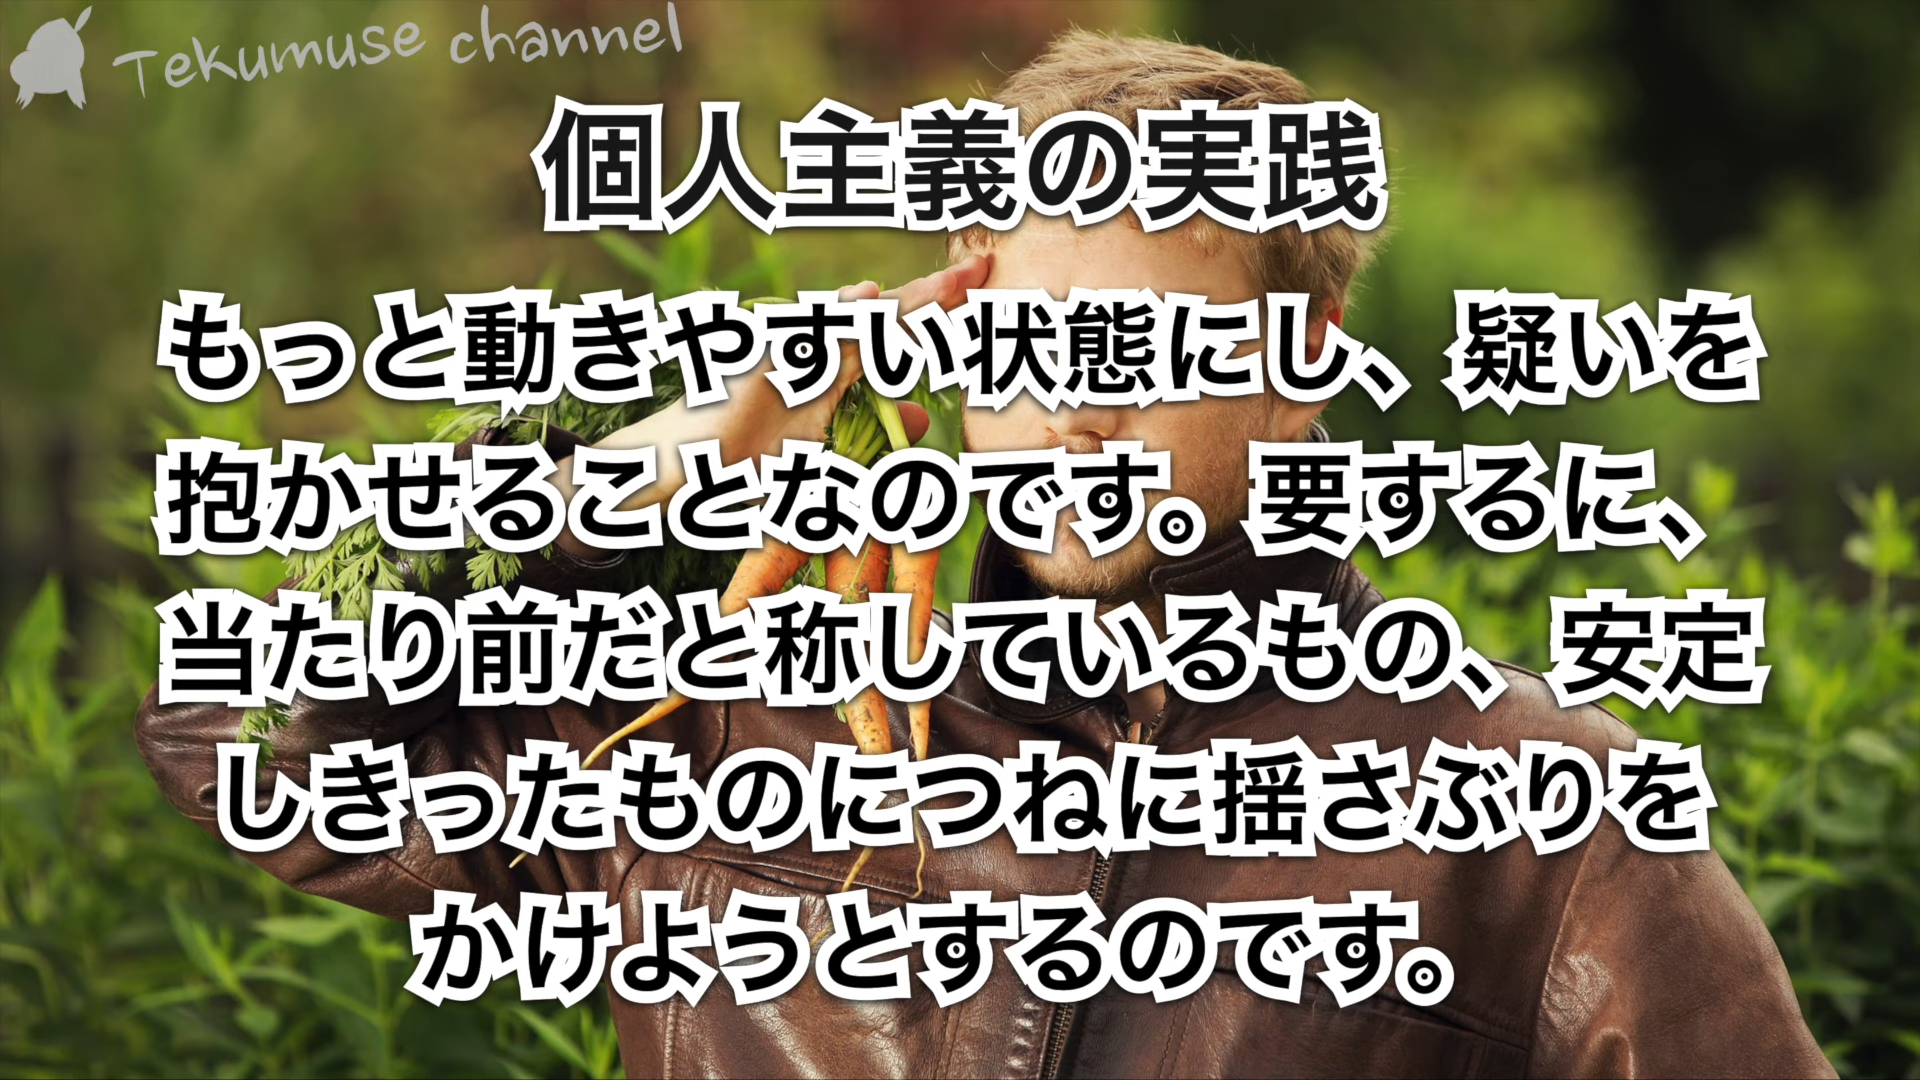 Tekumuse channel
個人主義の実践
もっと動きやすい状態にし、疑いを
抱かせることなのです。要するに、
当たり前だと称しているもの、安定
しきったものにつねに揺さぶりを
かけようとするのです。